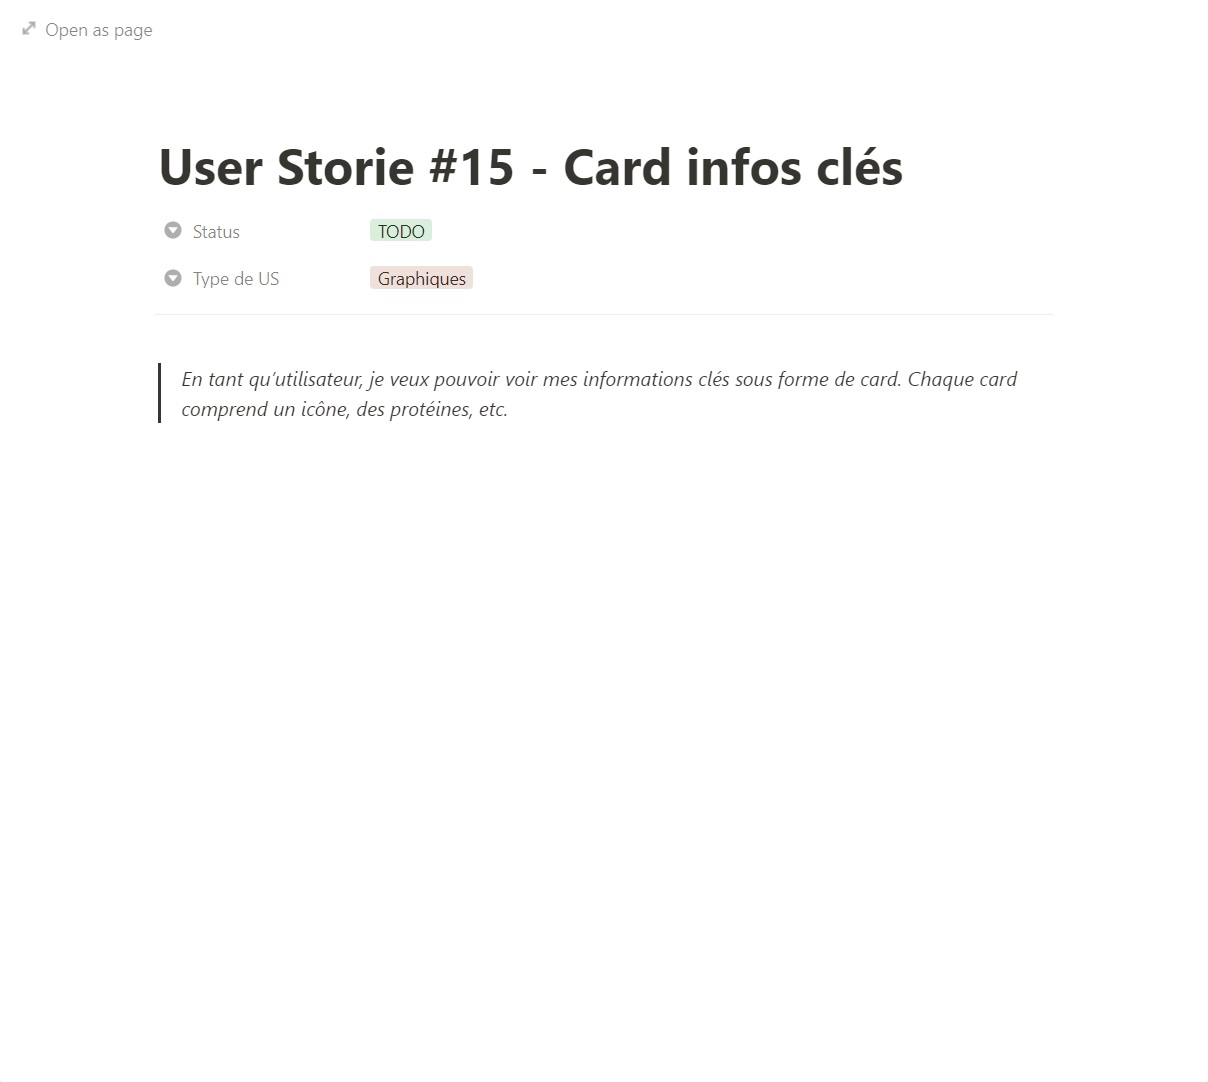 Open as page
User Storie #15 - Card infos clés
Status TODO
Type de US Graphiques
En tant qu’utilisateur, je veux pouvoir voir mes informations clés sous forme de card. Chaque card
comprend un icône, des protéines, etc.